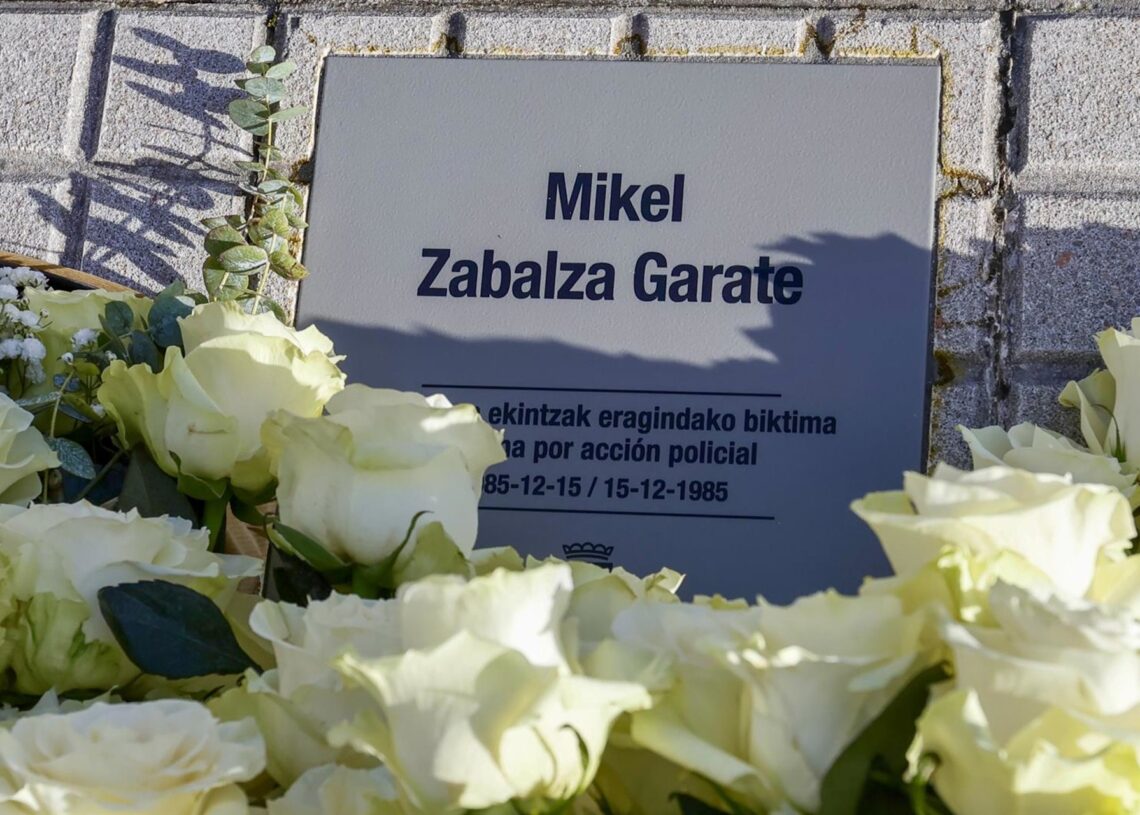 Mikel
Zabalza Garate
ekintzak eragindako biktima
por acción policial
85-12-15 / 15-12-1985